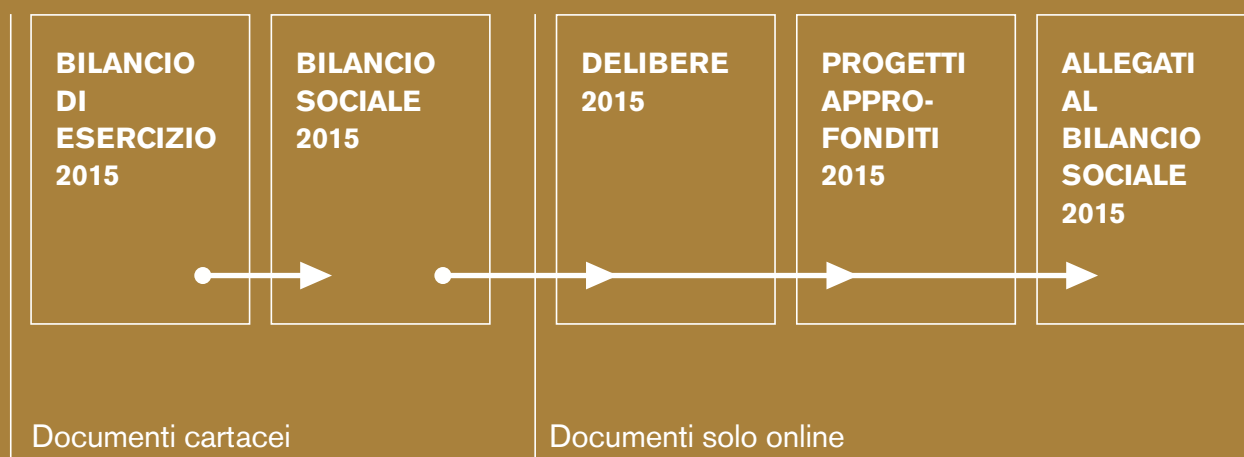 BILANCIO
DI
ESERCIZIO
2015
BILANCIO
SOCIALE
2015
DELIBERE
2015
PROGETTI
APPRO-
FONDITI
2015
ALLEGATI
AL
BILANCIO
SOCIALE
2015
Documenti cartacei
Documenti solo online